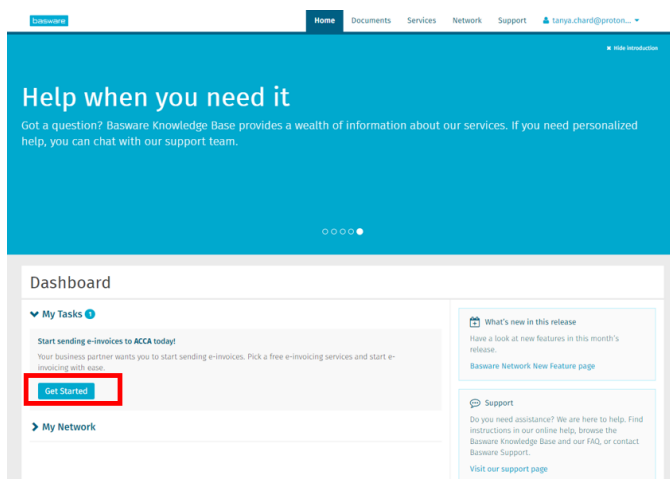 basware
Home Documents Services Network Support tanya.chard@proton...
Hide introduction
Help when you need it
Got a question? Basware Knowledge Base provides a wealth of information about our services. If you need personalized
help, you can chat with our support team.
Dashboard
My Tasks 1
Start sending e-invoices to ACCA today!
Your business partner wants you to start sending e-invoices. Pick a free e-invoicing services and start e-
invoicing with ease.
Get Started
My Network
What's new in this release
Have a look at new features in this month's
release.
Basware Network New Feature page
Support
Do you need assistance? We are here to help. Find
instructions in our online help, browse the
Basware Knowledge Base and our FAQ, or contact
Basware Support.
Visit our support page